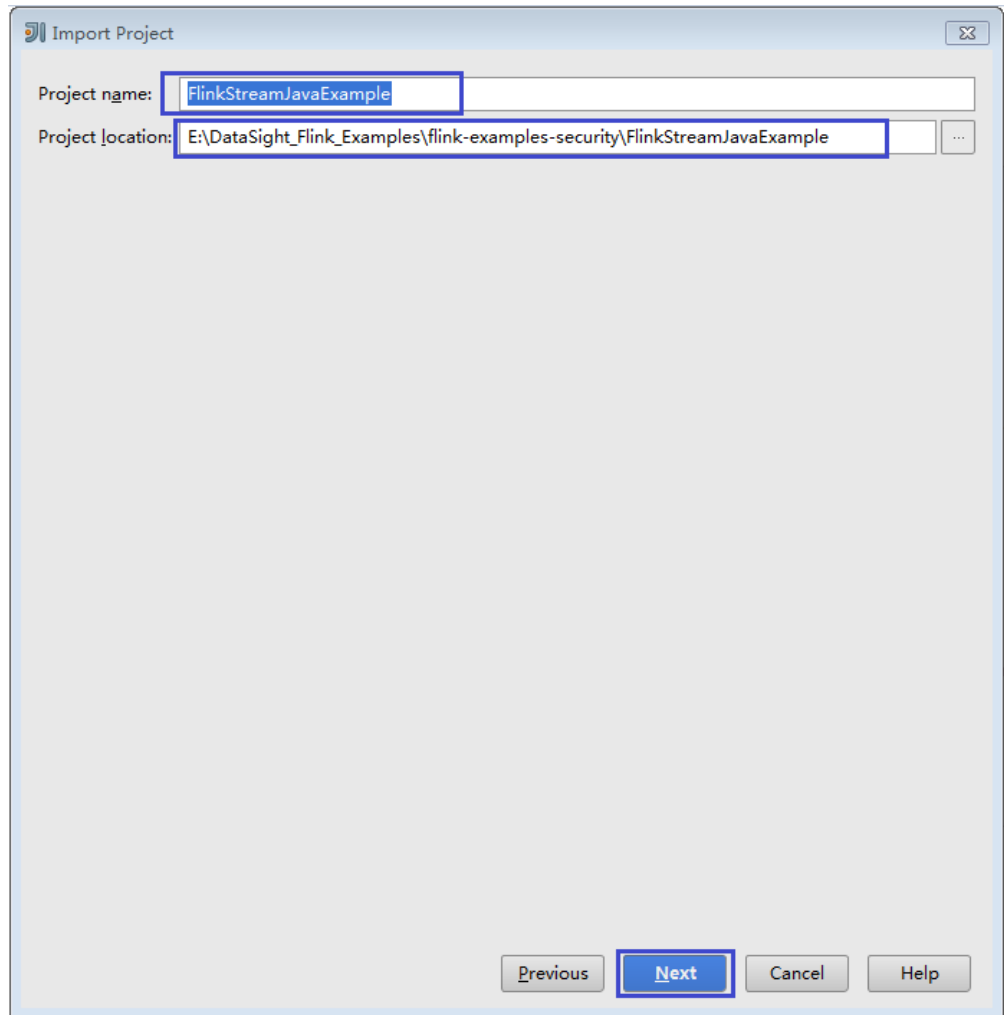 Import Project
Project name: FlinkStreamJavaExample
Project location: E:\DataSight_Flink_Examples\flink-examples-security\FlinkStreamJavaExample ...
Previous Next Cancel Help